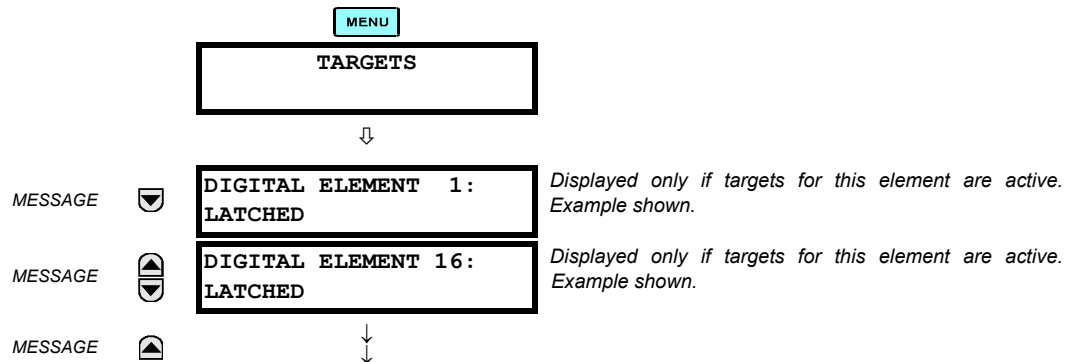 MENU
TARGETS
MESSAGE
DIGITAL ELEMENT 1:
LATCHED
Displayed only if targets for this element are active.
Example shown.
MESSAGE
DIGITAL ELEMENT 16:
LATCHED
Displayed only if targets for this element are active.
Example shown.
MESSAGE